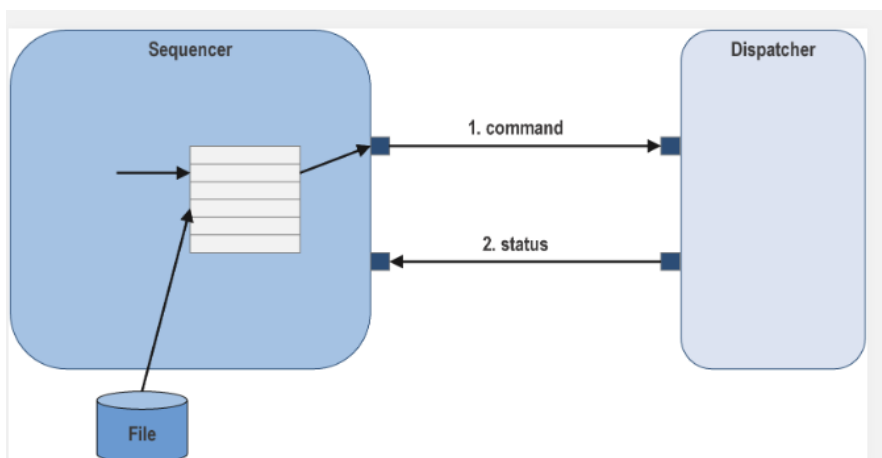 Sequencer
Dispatcher
1. command
2. status
File